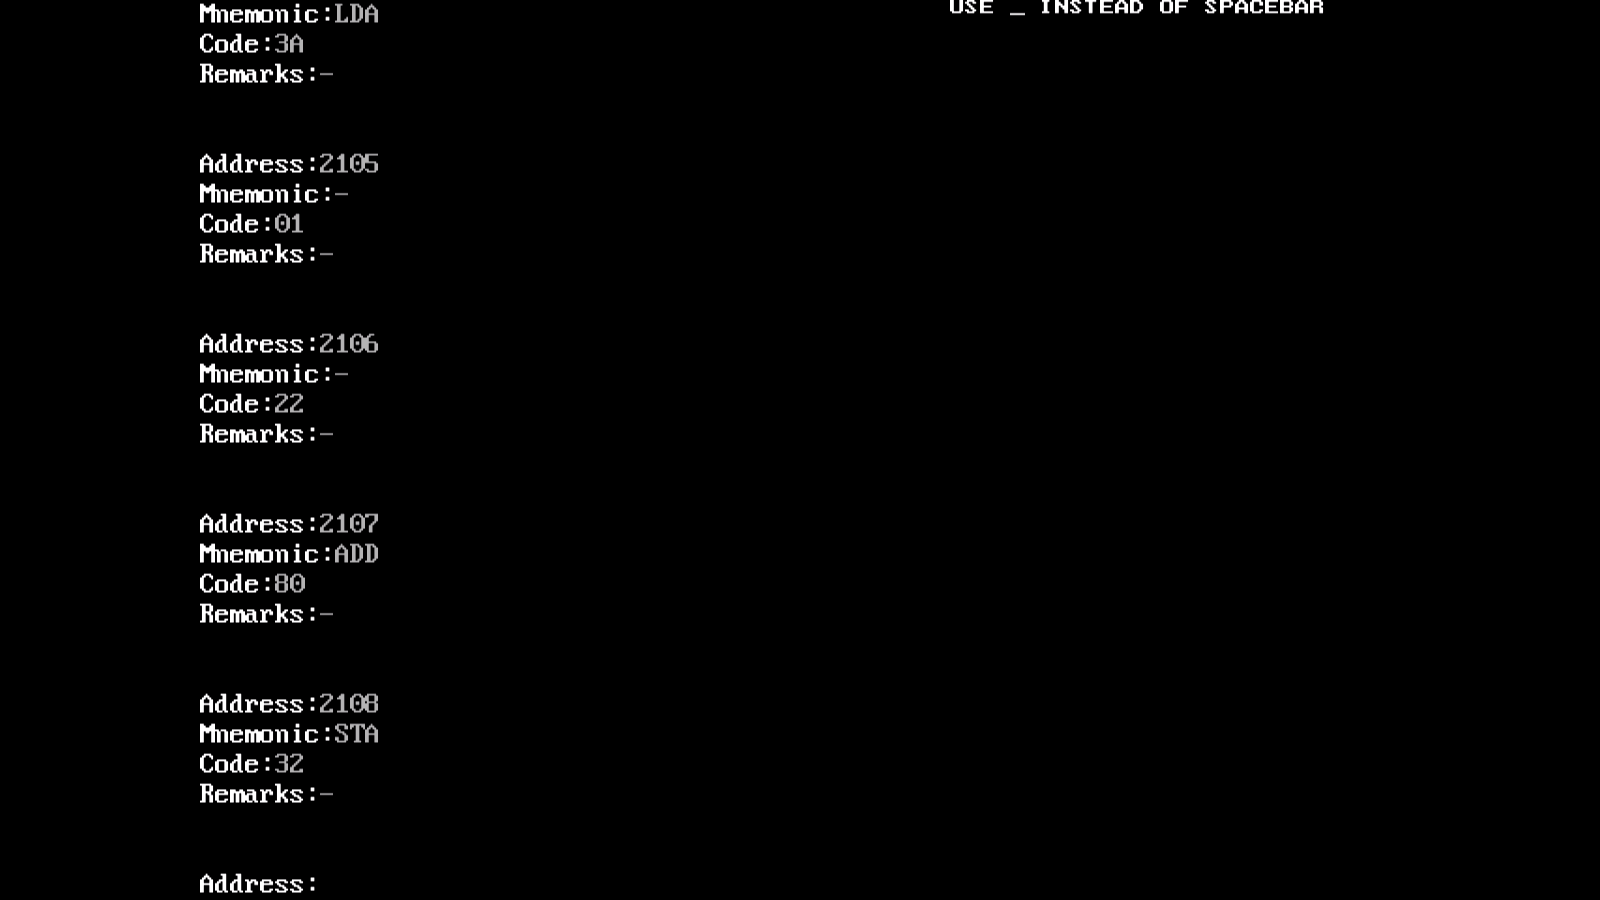 Mnemonic:LDA
USE _ INSTEAD OF SPACEBAR
Code:3A
Remarks:-
Address:2105
Mnemonic:-
Code:01
Remarks:-
Address:2106
Mnemonic:-
Code:22
Remarks:-
Address:2107
Mnemonic:ADD
Code:80
Remarks:-
Address:2108
Mnemonic:STA
Code:32
Remarks:-
Address: